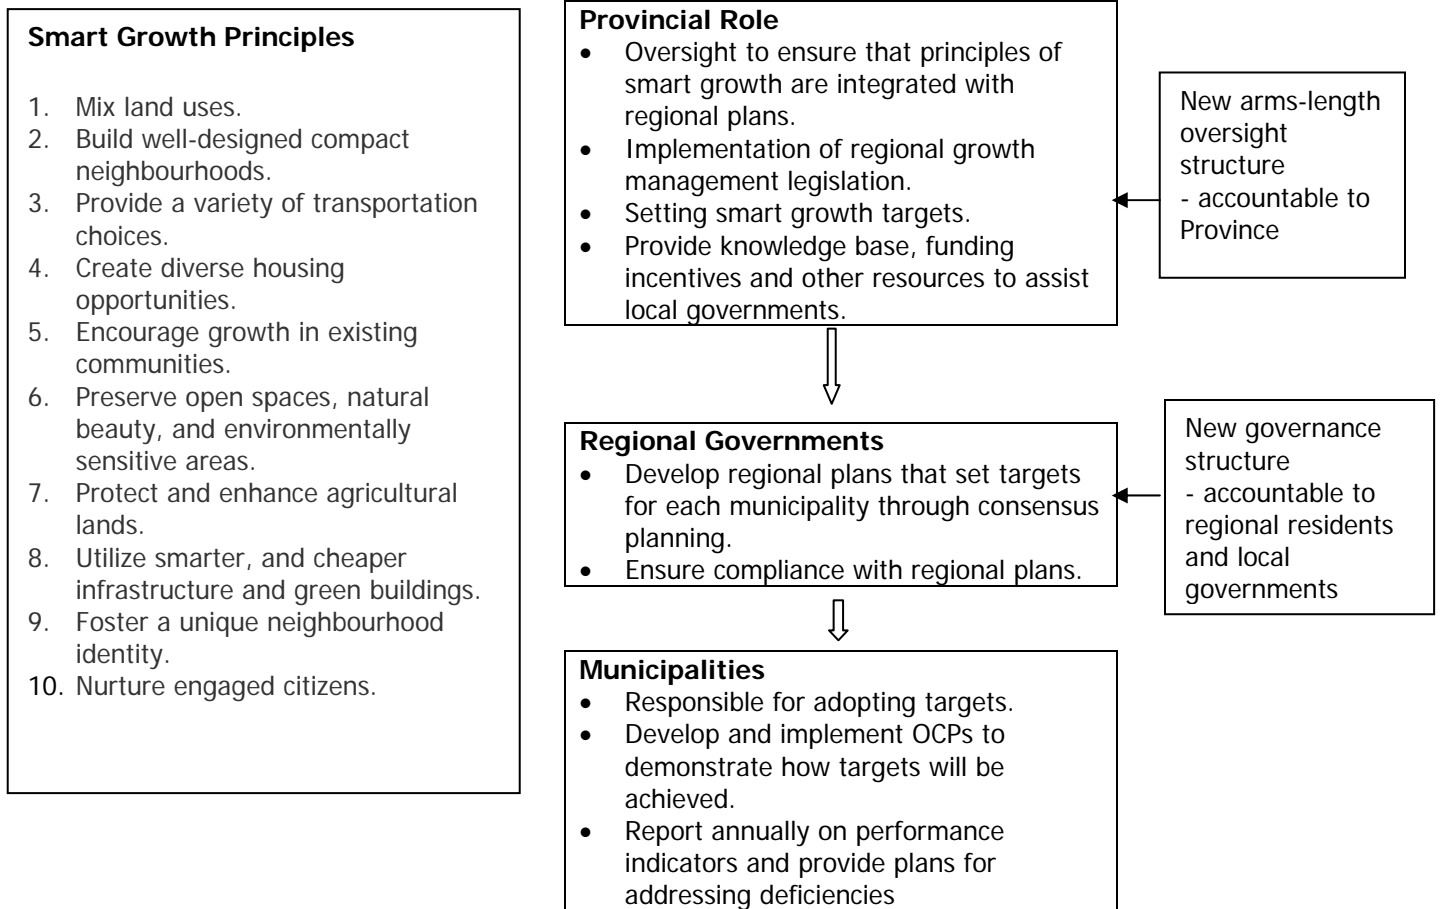 Smart Growth Principles
1. Mix land uses.
2. Build well-designed compact
neighbourhoods.
3. Provide a variety of transportation
choices.
4. Create diverse housing
opportunities.
5. Encourage growth in existing
communities.
6. Preserve open spaces, natural
beauty, and environmentally
sensitive areas.
7. Protect and enhance agricultural
lands.
8. Utilize smarter, and cheaper
infrastructure and green buildings.
9. Foster a unique neighbourhood
identity.
10. Nurture engaged citizens.
Provincial Role
• Oversight to ensure that principles of
smart growth are integrated with
regional plans.
• Implementation of regional growth
management legislation.
• Setting smart growth targets.
• Provide knowledge base, funding
incentives and other resources to assist
local governments.
New arms-length
oversight
structure
- accountable to
Province
Regional Governments
• Develop regional plans that set targets
for each municipality through consensus
planning.
• Ensure compliance with regional plans.
New governance
structure
- accountable to
regional residents
and local
governments
Municipalities
• Responsible for adopting targets.
• Develop and implement OCPs to
demonstrate how targets will be
achieved.
• Report annually on performance
indicators and provide plans for
addressing deficiencies